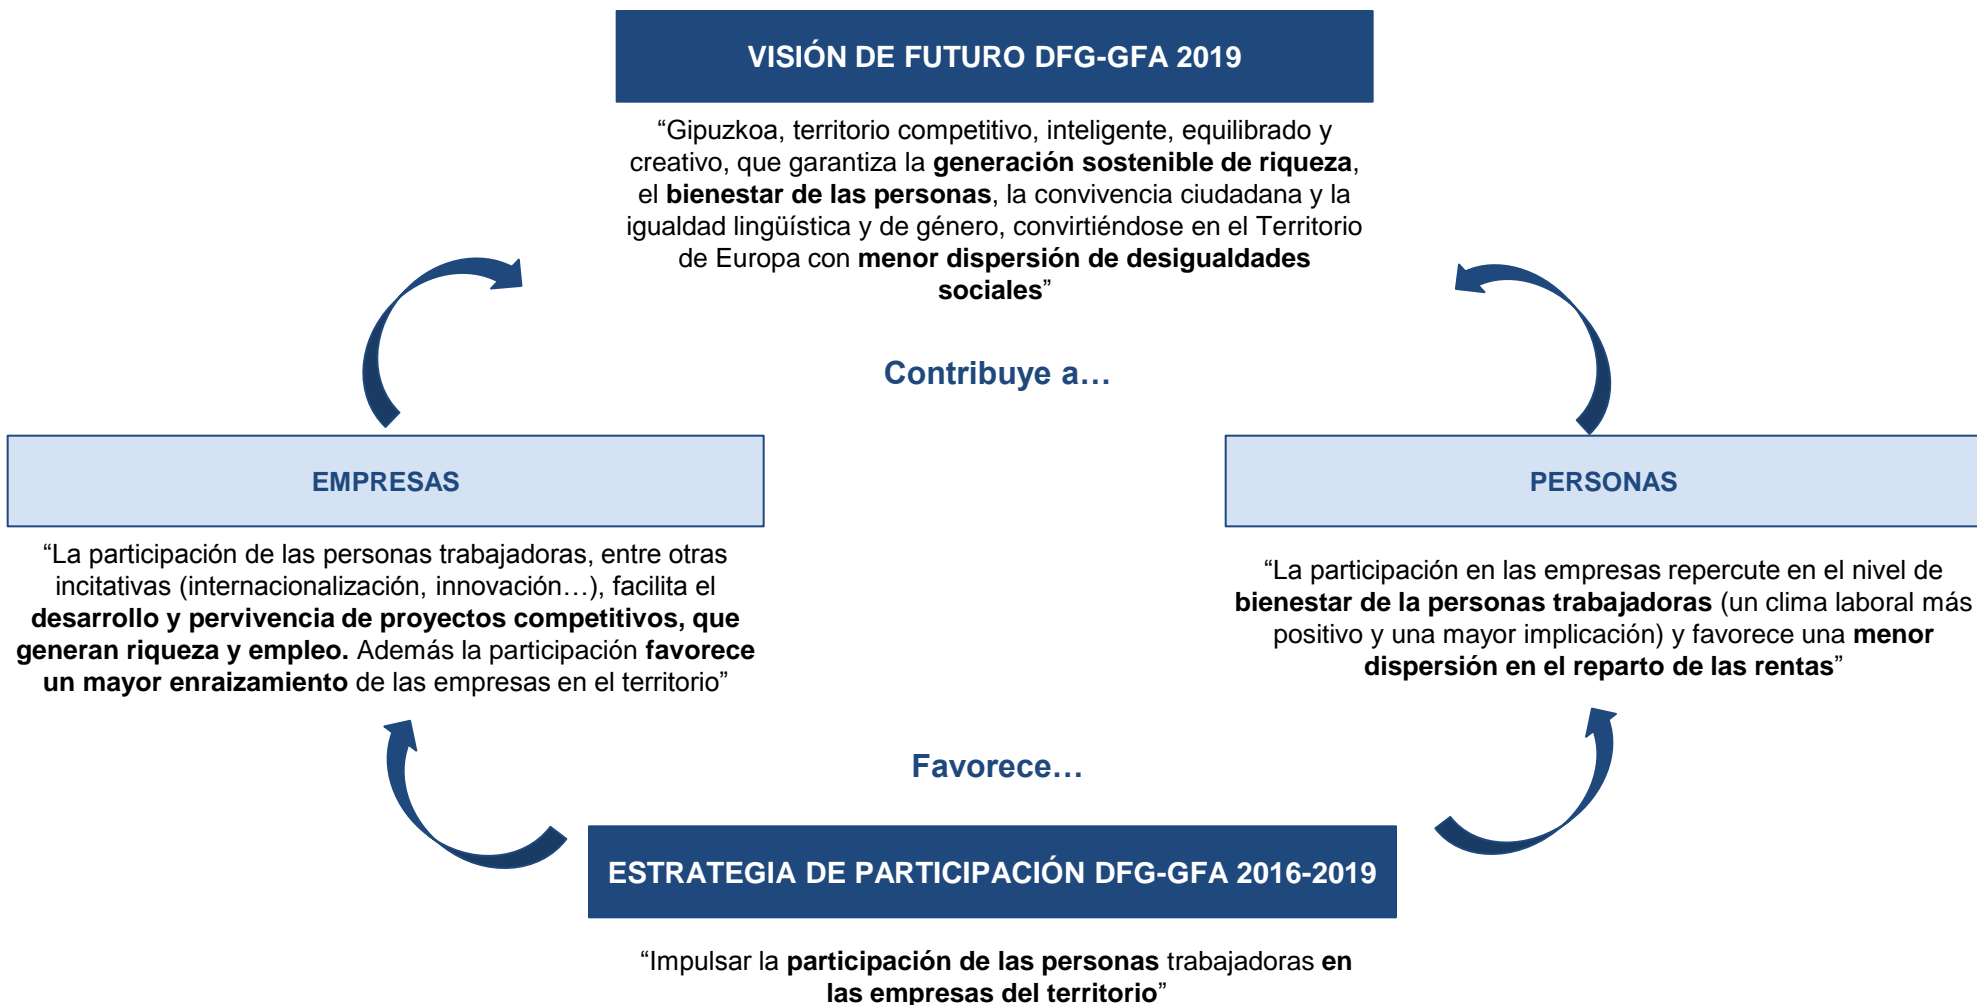 VISIÓN DE FUTURO DFG-GFA 2019
“Gipuzkoa, territorio competitivo, inteligente, equilibrado y
creativo, que garantiza la generación sostenible de riqueza,
el bienestar de las personas, la convivencia ciudadana y la
igualdad lingüística y de género, convirtiéndose en el Territorio
de Europa con menor dispersión de desigualdades
sociales”
Contribuye a…
EMPRESAS
“La participación de las personas trabajadoras, entre otras
incitativas (internacionalización, innovación…), facilita el
desarrollo y pervivencia de proyectos competitivos, que
generan riqueza y empleo. Además la participación favorece
un mayor enraizamiento de las empresas en el territorio”
PERSONAS
“La participación en las empresas repercute en el nivel de
bienestar de la personas trabajadoras (un clima laboral más
positivo y una mayor implicación) y favorece una menor
dispersión en el reparto de las rentas”
Favorece…
ESTRATEGIA DE PARTICIPACIÓN DFG-GFA 2016-2019
“Impulsar la participación de las personas trabajadoras en
las empresas del territorio”